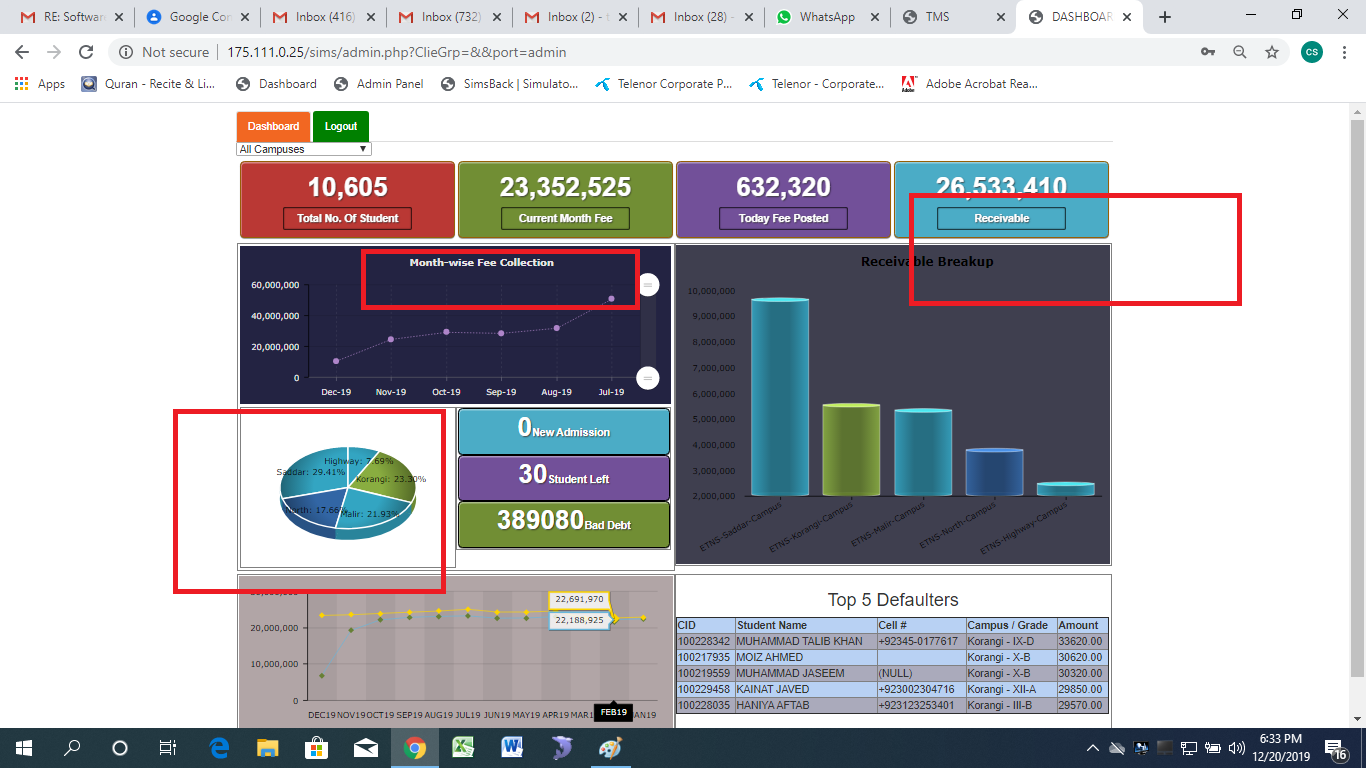 RE: Softwar
Google Con
Inbox (416)
Inbox (732)
Inbox (2) - t
Inbox (28) -
WhatsApp
TMS
DASHBOAR
Not secure
175.111.0.25/sims/admin.php?ClieGrp=&&port=admin
CS
Apps
Quran - Recite & Li...
Dashboard
Admin Panel
SimsBack | Simulato...
Telenor Corporate P...
Telenor - Corporate...
Adobe Acrobat Rea...
Dashboard
Logout
All Campuses
10,605
Total No. Of Student
23,352,525
Current Month Fee
632,320
Today Fee Posted
26,533,410
Receivable
Month-wise Fee Collection
60,000,000
40,000,000
20,000,000
0
Dec-19 Nov-19 Oct-19 Sep-19 Aug-19 Jul-19
Receivable Breakup
10,000,000
9,000,000
8,000,000
7,000,000
6,000,000
5,000,000
4,000,000
3,000,000
2,000,000
ETNS-Saddar-Campus
ETNS-Korangi-Campus
ETNS-Malir-Campus
ETNS-North-Campus
ETNS-Highway-Campus
Highway: 7.69%
Saddar: 29.41%
Korangi: 23.30%
North: 17.66%
Malir: 21.93%
0 New Admission
30 Student Left
389080 Bad Debt
22,691,970
22,188,925
20,000,000
10,000,000
0
DEC19 NOV19 OCT19 SEP19 AUG19 JUL19 JUN19 MAY19 APR19 MAR FEB19 AN19
Top 5 Defaulters
CID Student Name Cell # Campus / Grade Amount
100228342 MUHAMMAD TALIB KHAN +92345-0177617 Korangi - IX-D 33620.00
100217935 MOIZ AHMED Korangi - X-B 30620.00
100219559 MUHAMMAD JASEEM (NULL) Korangi - X-B 30320.00
100229458 KAINAT JAVED +923002304716 Korangi - XII-A 29850.00
100228035 HANIYA AFTAB +923123253401 Korangi - III-B 29570.00
6:33 PM
12/20/2019
16